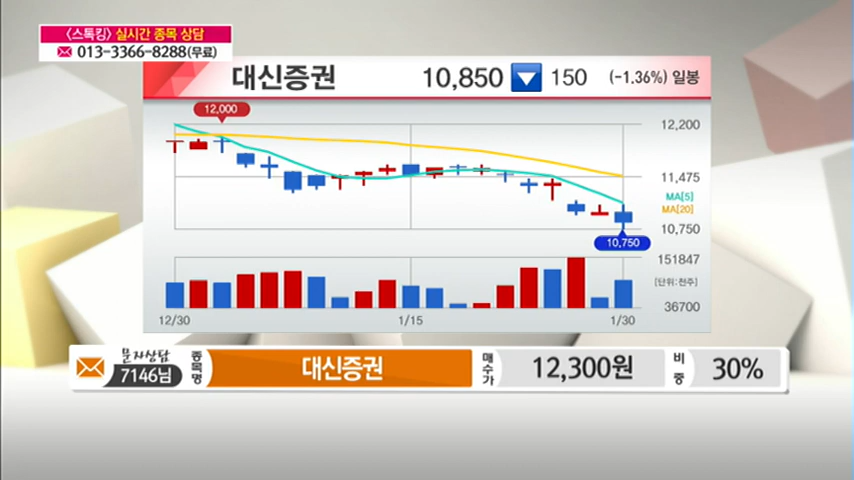 <스톡킹> 실시간 종목 상담
013-3366-8288(무료)
대신증권 10,850 ▼ 150 (-1.36%) 일봉
12,000
12,200
11,475
MA[5]
MA[20]
10,750
10,750
151847
[단위:천주]
36700
12/30 1/15 1/30
문자상담
7146님
종목명
대신증권
매수가
12,300원
비중
30%